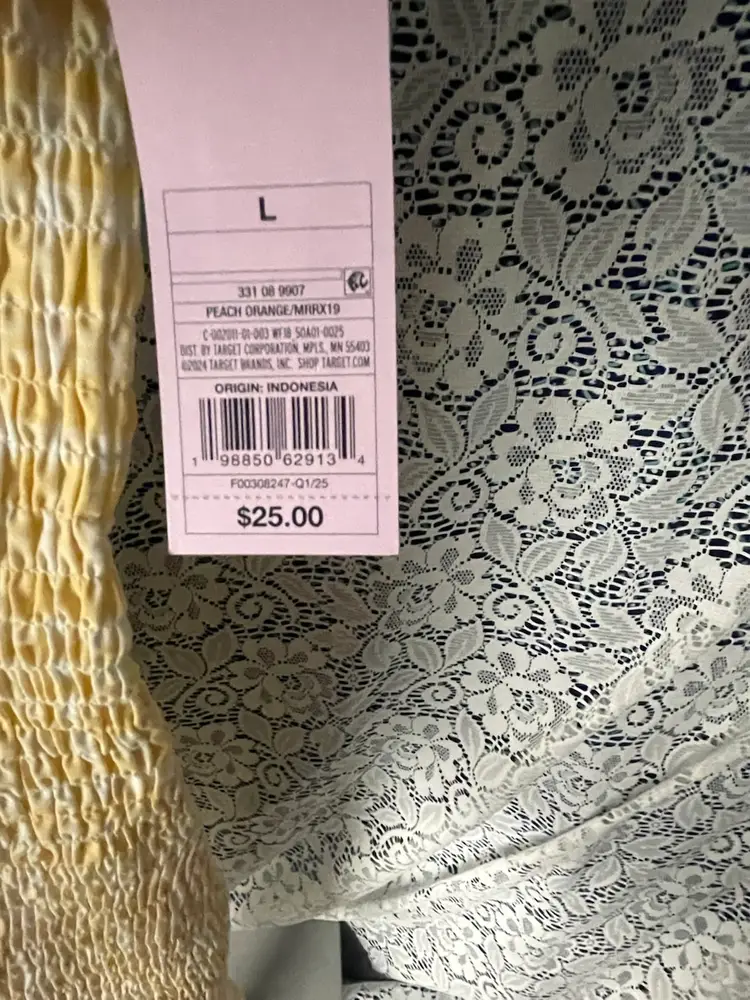 L
331 08 9907
PEACH ORANGE/MRRX19
C-002011-01-003 WF18 SOA01-0025
DIST. BY TARGET CORPORATION, MPLS, MN 55403
©2024 TARGET BRANDS, INC. SHOP TARGET.COM
ORIGIN: INDONESIA
1 98850 62913 4
F00308247-Q1/25
$25.00